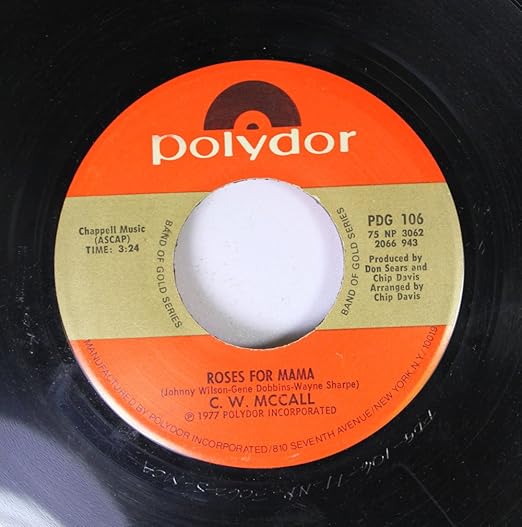 polydor
Chappell Music
(ASCAP)
TIME: 3:24
BAND OF GOLD SERIES
BAND OF GOLD SERIES
PDG 106
75 NP 3062
2066 943
Produced by
Don Sears and
Chip Davis
Arranged by
Chip Davis
ROSES FOR MAMA
(Johnny Wilson-Gene Dobbins-Wayne Sharpe)
C. W. MCCALL
℗ 1977 POLYDOR INCORPORATED
MANUFACTURED BY POLYDOR INCORPORATED/810 SEVENTH AVENUE/NEW YORK, N.Y./10019